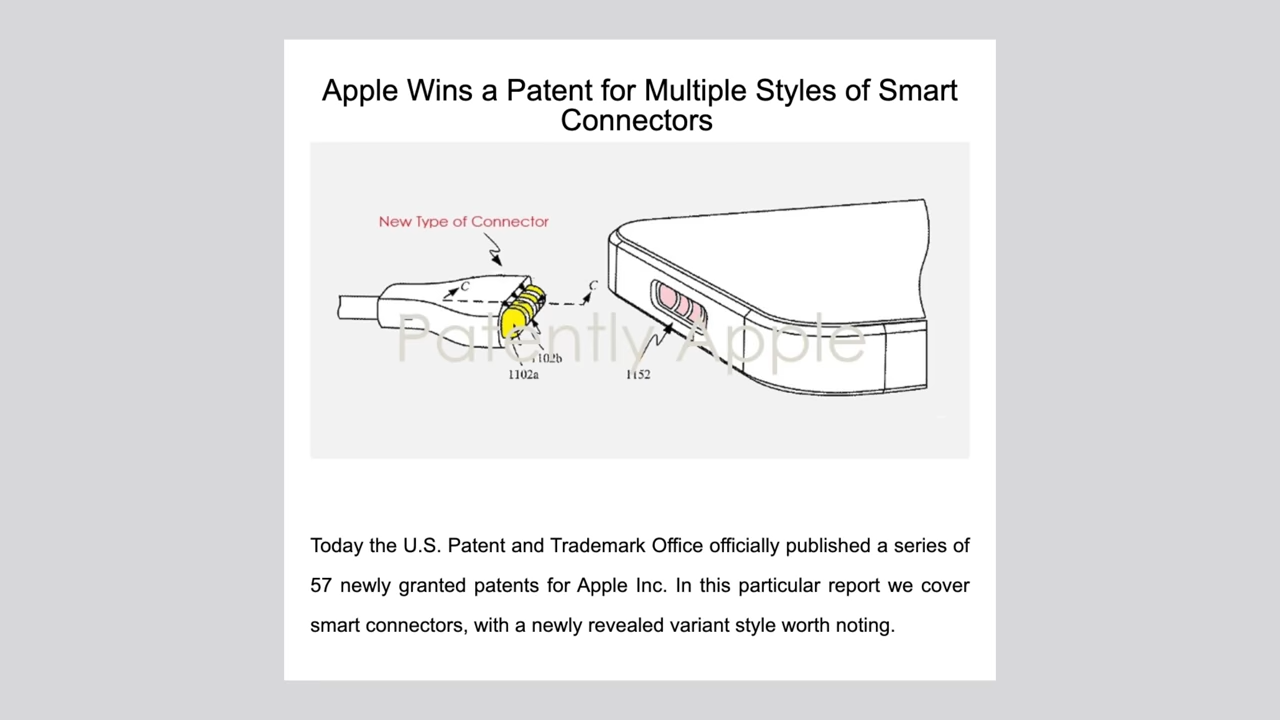 Apple Wins a Patent for Multiple Styles of Smart
Connectors
New Type of Connector
C
C
Patently Apple
1102b
1102a
1152
Today the U.S. Patent and Trademark Office officially published a series of
57 newly granted patents for Apple Inc. In this particular report we cover
smart connectors, with a newly revealed variant style worth noting.